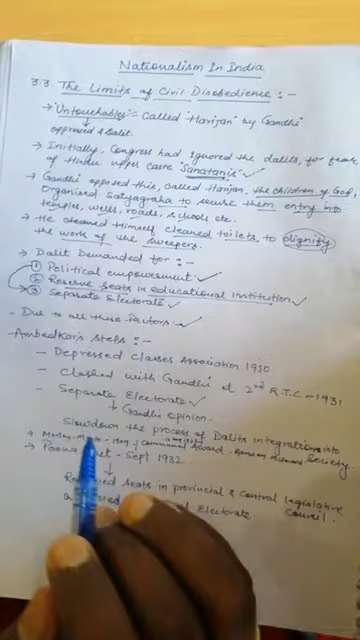 Nationalism In India
3.3. The Limits of Civil Disobedience :-
→ 'Untouchables' - called 'Harijan' by Gandhi
oppressed & Dalit.
→ Initially, Congress had ignored the dalits, for fear
of Hindu upper caste 'Sanatanis' ✓
→ Gandhi opposed this, called Harijan, the children of God,
Organised Satyagraha to secure them entry into
temples, wells, roads, schools etc.
→ He cleaned Himself cleaned toilets, to dignify
the work of the sweepers.
→ Dalit Demanded for :-
① Political empowerment ✓
② Reserve seats in educational institution ✓
③ Separate Electorate ✓
- Due to all these factors - ✓
- Ambedkar's steps :-
- Depressed Classes Association 1930
- Clashed with Gandhi at 2nd R.T.C - 1931
- Separate Electorate ✓
↓ Gandhi opinion.
Slowdown the process of Dalits integration into
Society
Communal Award -
→ Poona - Sept 1932
↓
seats in provincial & Central legislative
Council.
Electorate